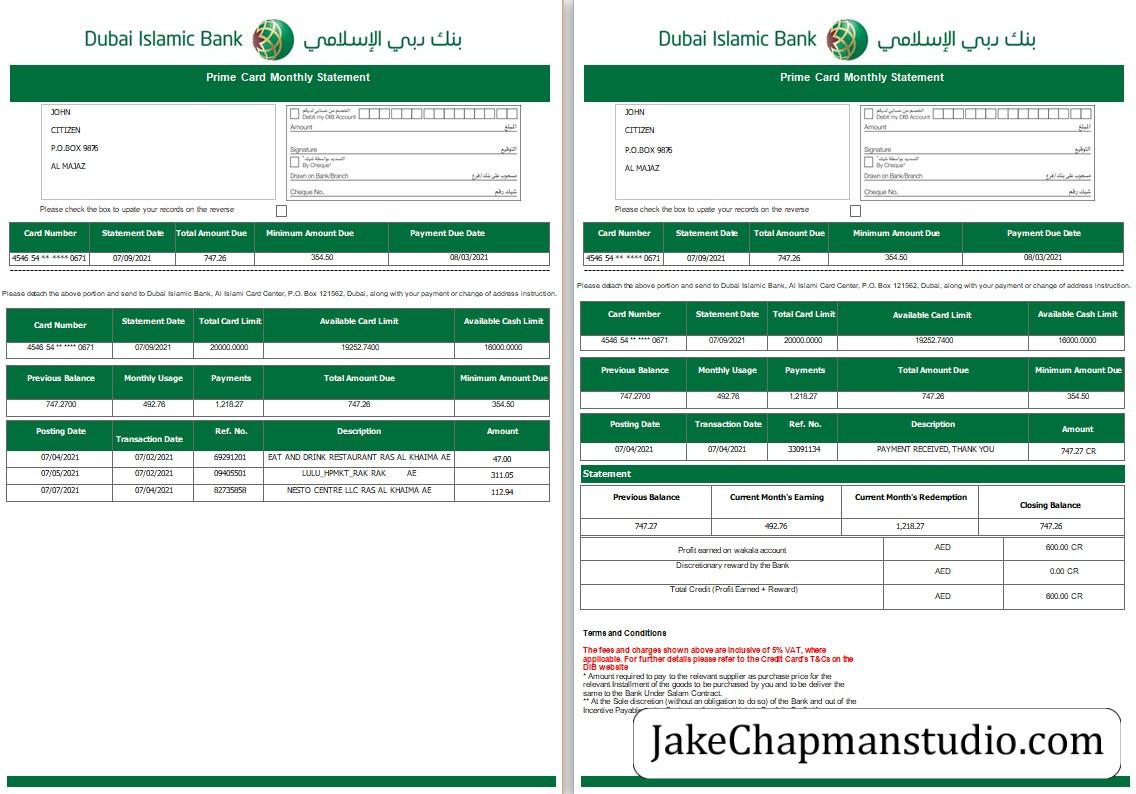 Dubai Islamic Bank بنك دبي الإسلامي
Prime Card Monthly Statement
JOHN
CITIZEN
P.O.BOX 9876
AL MAJAZ
الخصم من حسابي لديكم
Debit my DIB Account
Amount المبلغ
Signature التوقيع
التسديد بواسطة شيك*
By Cheque*
Drawn on Bank/Branch مسحوب على بنك/فرع
Cheque No. شيك رقم
Please check the box to upate your records on the reverse
Card Number Statement Date Total Amount Due Minimum Amount Due Payment Due Date
4546 54 ** **** 0671 07/09/2021 747.26 354.50 08/03/2021
Please detach the above portion and send to Dubai Islamic Bank, Al Islami Card Center, P.O. Box 121562, Dubai, along with your payment or change of address instruction.
Card Number Statement Date Total Card Limit Available Card Limit Available Cash Limit
4546 54 ** **** 0671 07/09/2021 20000.0000 19252.7400 16000.0000
Previous Balance Monthly Usage Payments Total Amount Due Minimum Amount Due
747.2700 492.76 1,218.27 747.26 354.50
Posting Date Transaction Date Ref. No. Description Amount
07/04/2021 07/02/2021 69291201 EAT AND DRINK RESTAURANT RAS AL KHAIMA AE 47.00
07/05/2021 07/02/2021 09405501 LULU_HPMKT_RAK RAK AE 311.05
07/07/2021 07/04/2021 82735858 NESTO CENTRE LLC RAS AL KHAIMA AE 112.94
Dubai Islamic Bank بنك دبي الإسلامي
Prime Card Monthly Statement
JOHN
CITIZEN
P.O.BOX 9876
AL MAJAZ
الخصم من حسابي لديكم
Debit my DIB Account
Amount المبلغ
Signature التوقيع
التسديد بواسطة شيك*
By Cheque*
Drawn on Bank/Branch مسحوب على بنك/فرع
Cheque No. شيك رقم
Please check the box to upate your records on the reverse
Card Number Statement Date Total Amount Due Minimum Amount Due Payment Due Date
4546 54 ** **** 0671 07/09/2021 747.26 354.50 08/03/2021
Please detach the above portion and send to Dubai Islamic Bank, Al Islami Card Center, P.O. Box 121562, Dubai, along with your payment or change of address instruction.
Card Number Statement Date Total Card Limit Available Card Limit Available Cash Limit
4546 54 ** **** 0671 07/09/2021 20000.0000 19252.7400 16000.0000
Previous Balance Monthly Usage Payments Total Amount Due Minimum Amount Due
747.2700 492.76 1,218.27 747.26 354.50
Posting Date Transaction Date Ref. No. Description Amount
07/04/2021 07/04/2021 33091134 PAYMENT RECEIVED, THANK YOU 747.27 CR
Statement
Previous Balance Current Month's Earning Current Month's Redemption Closing Balance
747.27 492.76 1,218.27 747.26
Profit earned on wakala account AED 600.00 CR
Discretionary reward by the Bank AED 0.00 CR
Total Credit (Profit Earned + Reward) AED 600.00 CR
Terms and Conditions
The fees and charges shown above are inclusive of 5% VAT, where
applicable. For further details please refer to the Credit Card's T&Cs on the
DIB website
* Amount required to pay to the relevant supplier as purchase price for the
relevant Installment of the goods to be purchased by you and to be deliver the
same to the Bank Under Salam Contract.
** At the Sole discretion (without an obligation to do so) of the Bank and out of the
Incentive
JakeChapmanstudio.com